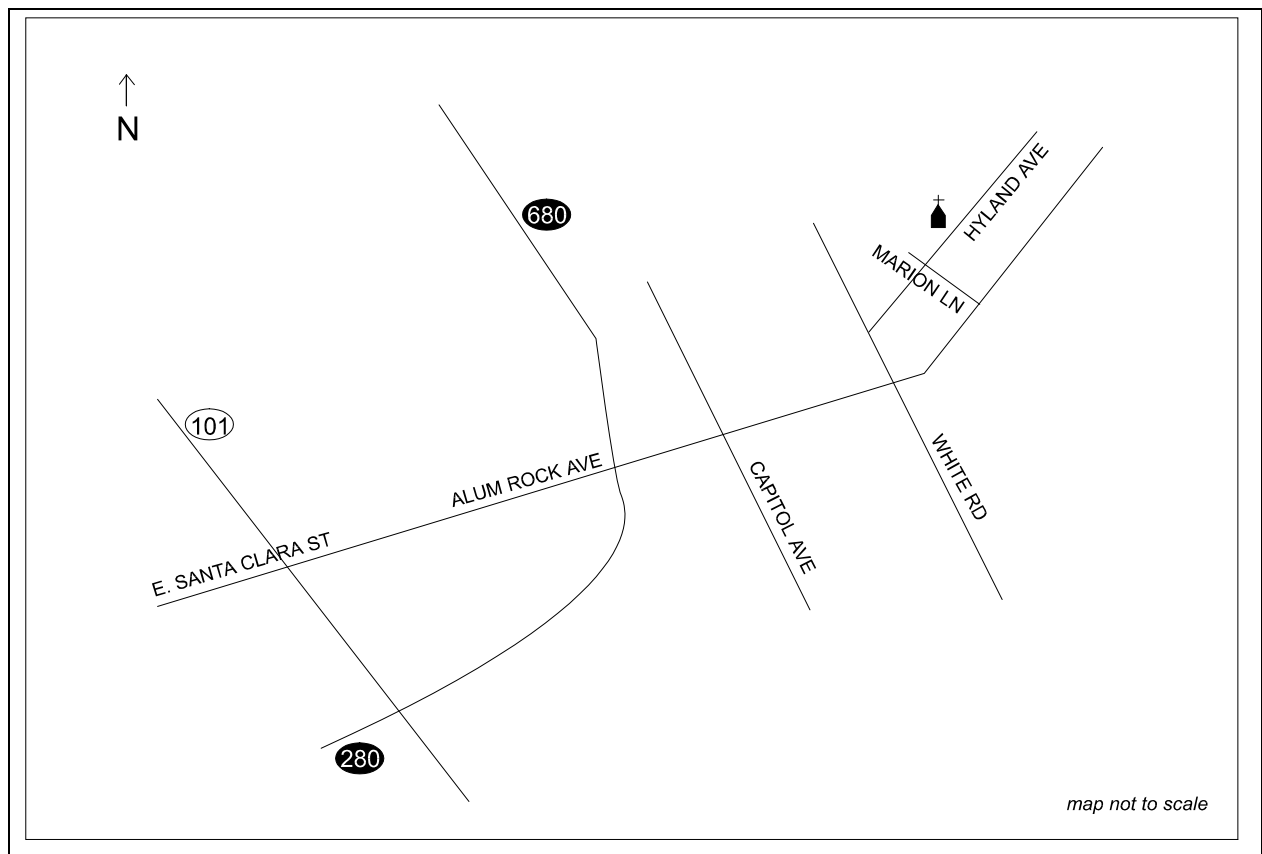 N
680
HYLAND AVE
MARION LN
101
ALUM ROCK AVE
WHITE RD
CAPITOL AVE
E. SANTA CLARA ST
280
map not to scale